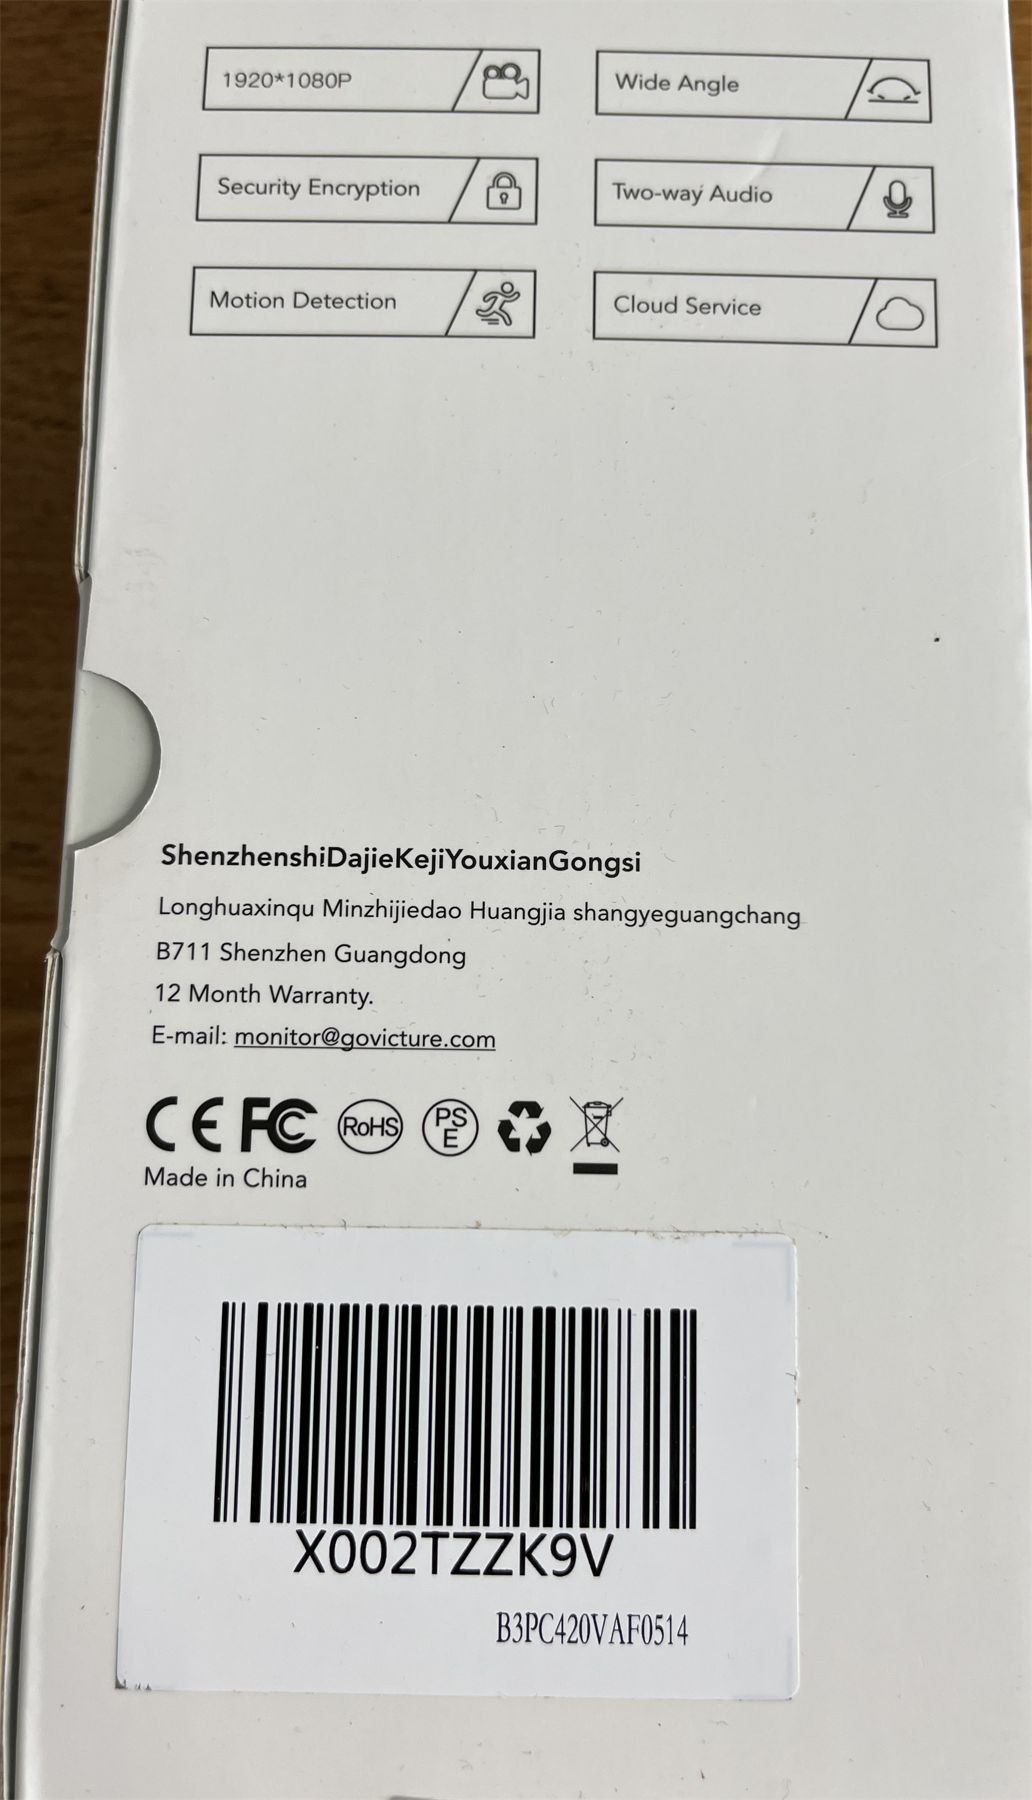 1920*1080P
Wide Angle
Security Encryption
Two-way Audio
Motion Detection
Cloud Service
ShenzhenshiDajieKejiYouxianGongsi
Longhuaxinqu Minzhijiedao Huangjia shangyeguangchang
B711 Shenzhen Guangdong
12 Month Warranty.
E-mail: monitor@govicture.com
CE FC RoHS PSE
Made in China
X002TZZK9V
B3PC420VAF0514